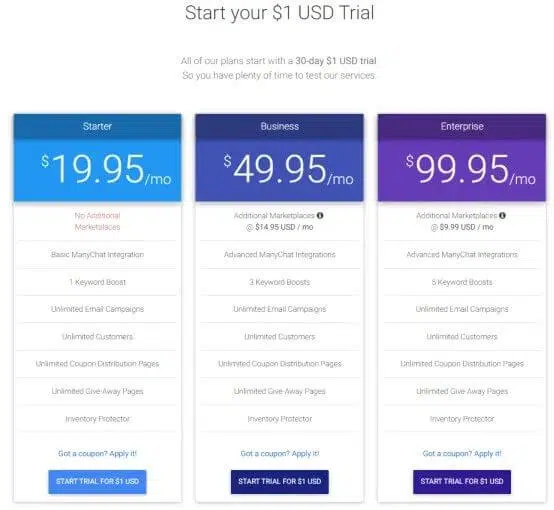 Start your $1 USD Trial
All of our plans start with a 30-day $1 USD trial
So you have plenty of time to test our services.
Starter
$19.95/mo
No Additional
Marketplaces
Basic ManyChat Integration
1 Keyword Boost
Unlimited Email Campaigns
Unlimited Customers
Unlimited Coupon Distribution Pages
Unlimited Give-Away Pages
Inventory Protector
Got a coupon? Apply it!
START TRIAL FOR $1 USD
Business
$49.95/mo
Additional Marketplaces
@ $14.95 USD / mo
Advanced ManyChat Integrations
3 Keyword Boosts
Unlimited Email Campaigns
Unlimited Customers
Unlimited Coupon Distribution Pages
Unlimited Give-Away Pages
Inventory Protector
Got a coupon? Apply it!
START TRIAL FOR $1 USD
Enterprise
$99.95/mo
Additional Marketplaces
@ $9.99 USD / mo
Advanced ManyChat Integrations
5 Keyword Boosts
Unlimited Email Campaigns
Unlimited Customers
Unlimited Coupon Distribution Pages
Unlimited Give-Away Pages
Inventory Protector
Got a coupon? Apply it!
START TRIAL FOR $1 USD